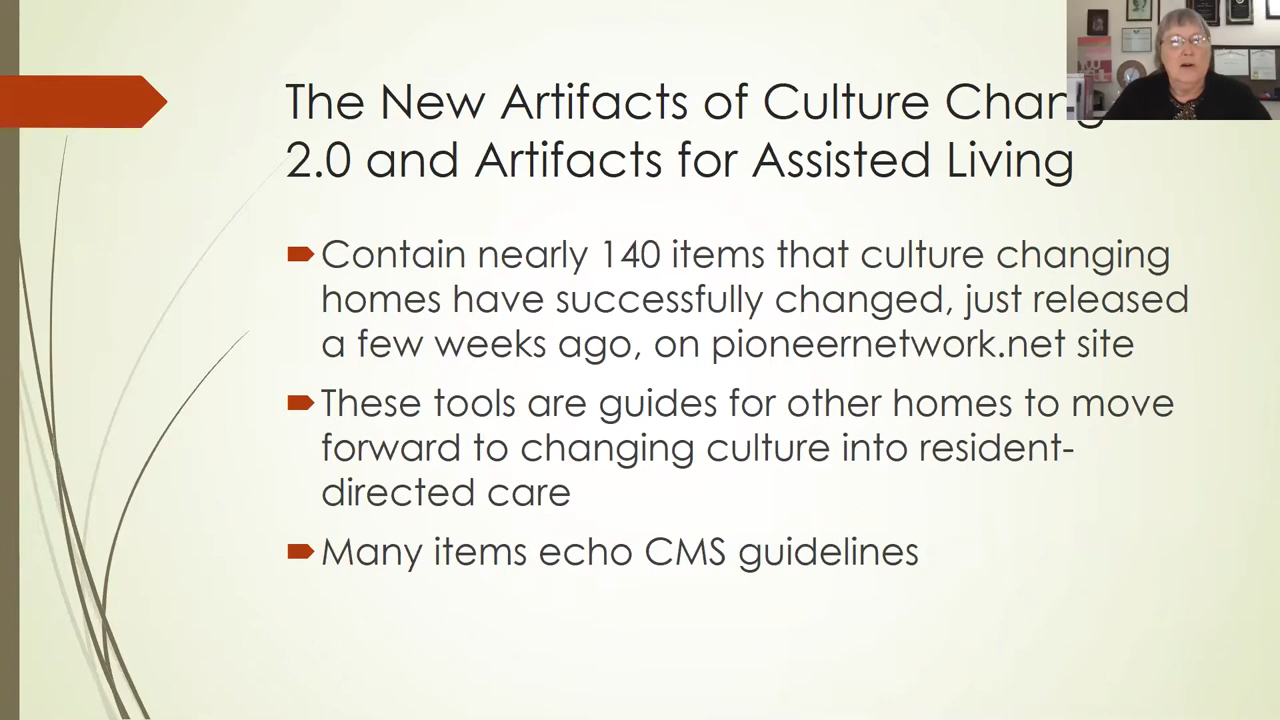 The New Artifacts of Culture Chang
2.0 and Artifacts for Assisted Living
Contain nearly 140 items that culture changing
homes have successfully changed, just released
a few weeks ago, on pioneernetwork.net site
These tools are guides for other homes to move
forward to changing culture into resident-
directed care
Many items echo CMS guidelines